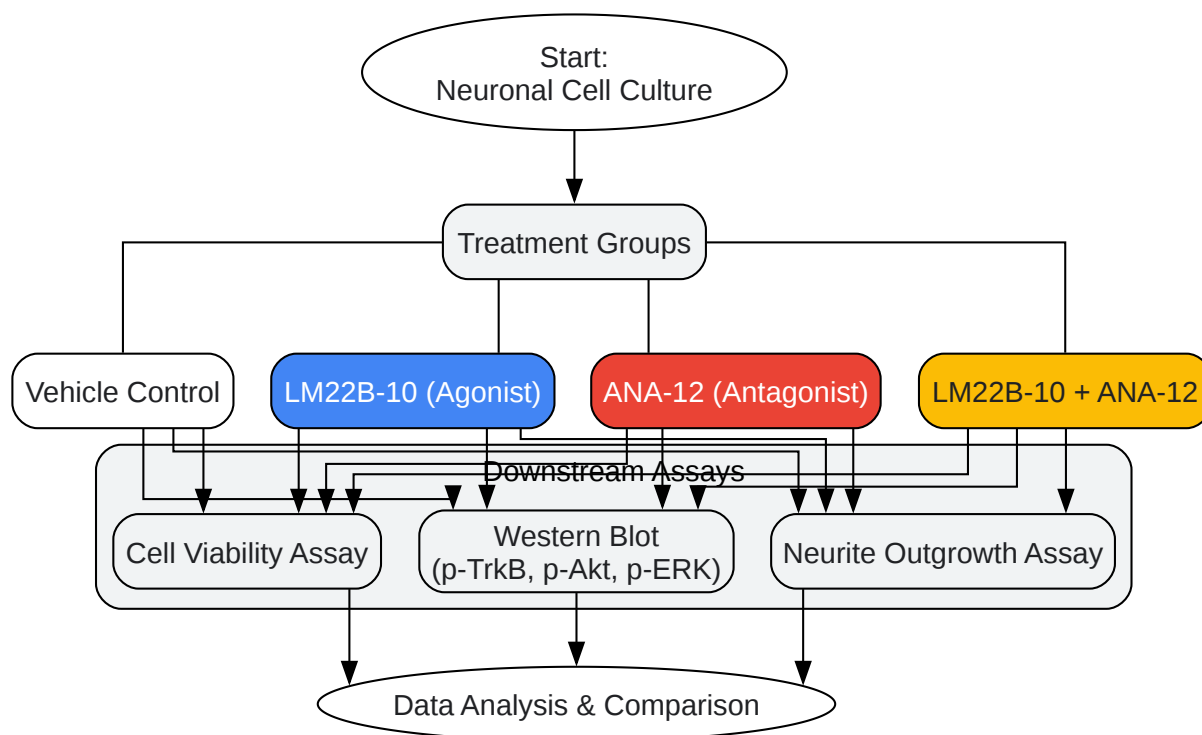 Start:
Neuronal Cell Culture
Treatment Groups
Vehicle Control
LM22B-10 (Agonist)
ANA-12 (Antagonist)
LM22B-10 + ANA-12
Downstream Assays
Cell Viability Assay
Western Blot
(p-TrkB, p-Akt, p-ERK)
Neurite Outgrowth Assay
Data Analysis & Comparison